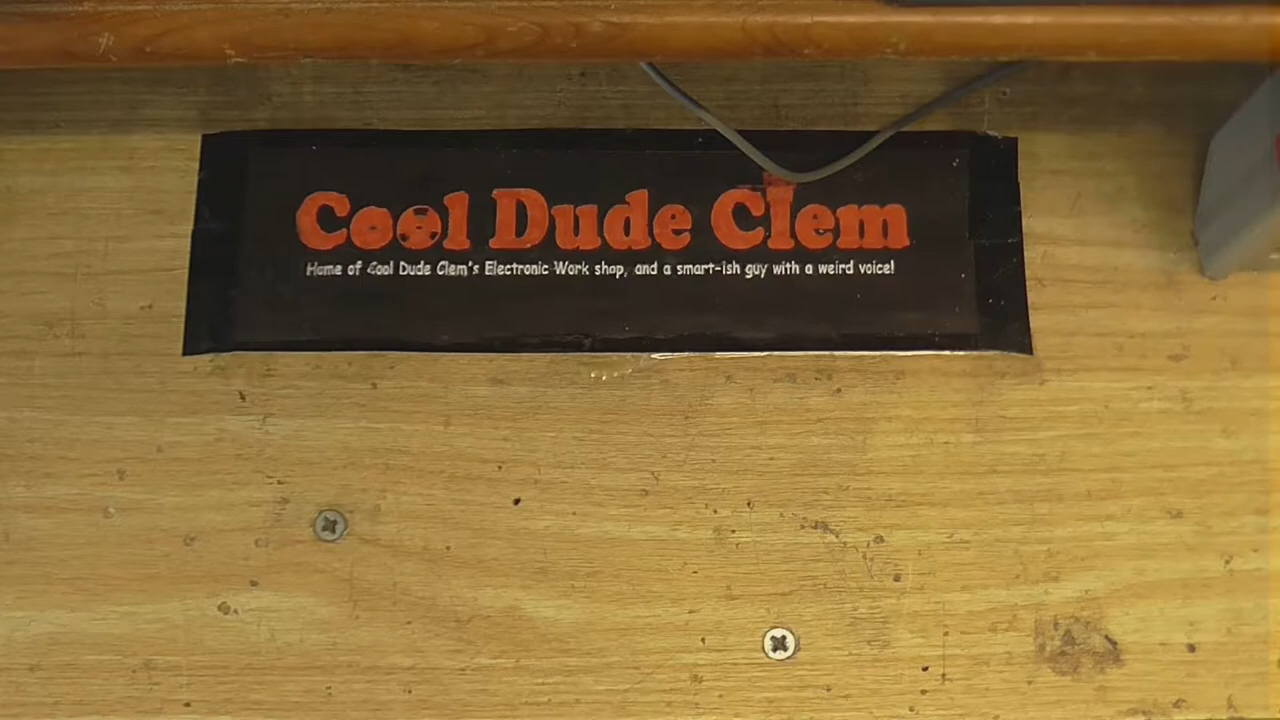 Cool Dude Clem
Home of Cool Dude Clem's Electronic Work shop, and a smart-ish guy with a weird voice!